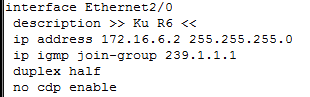 interface Ethernet2/0
description >> Ku R6 <<
ip address 172.16.6.2 255.255.255.0
ip igmp join-group 239.1.1.1
duplex half
no cdp enable